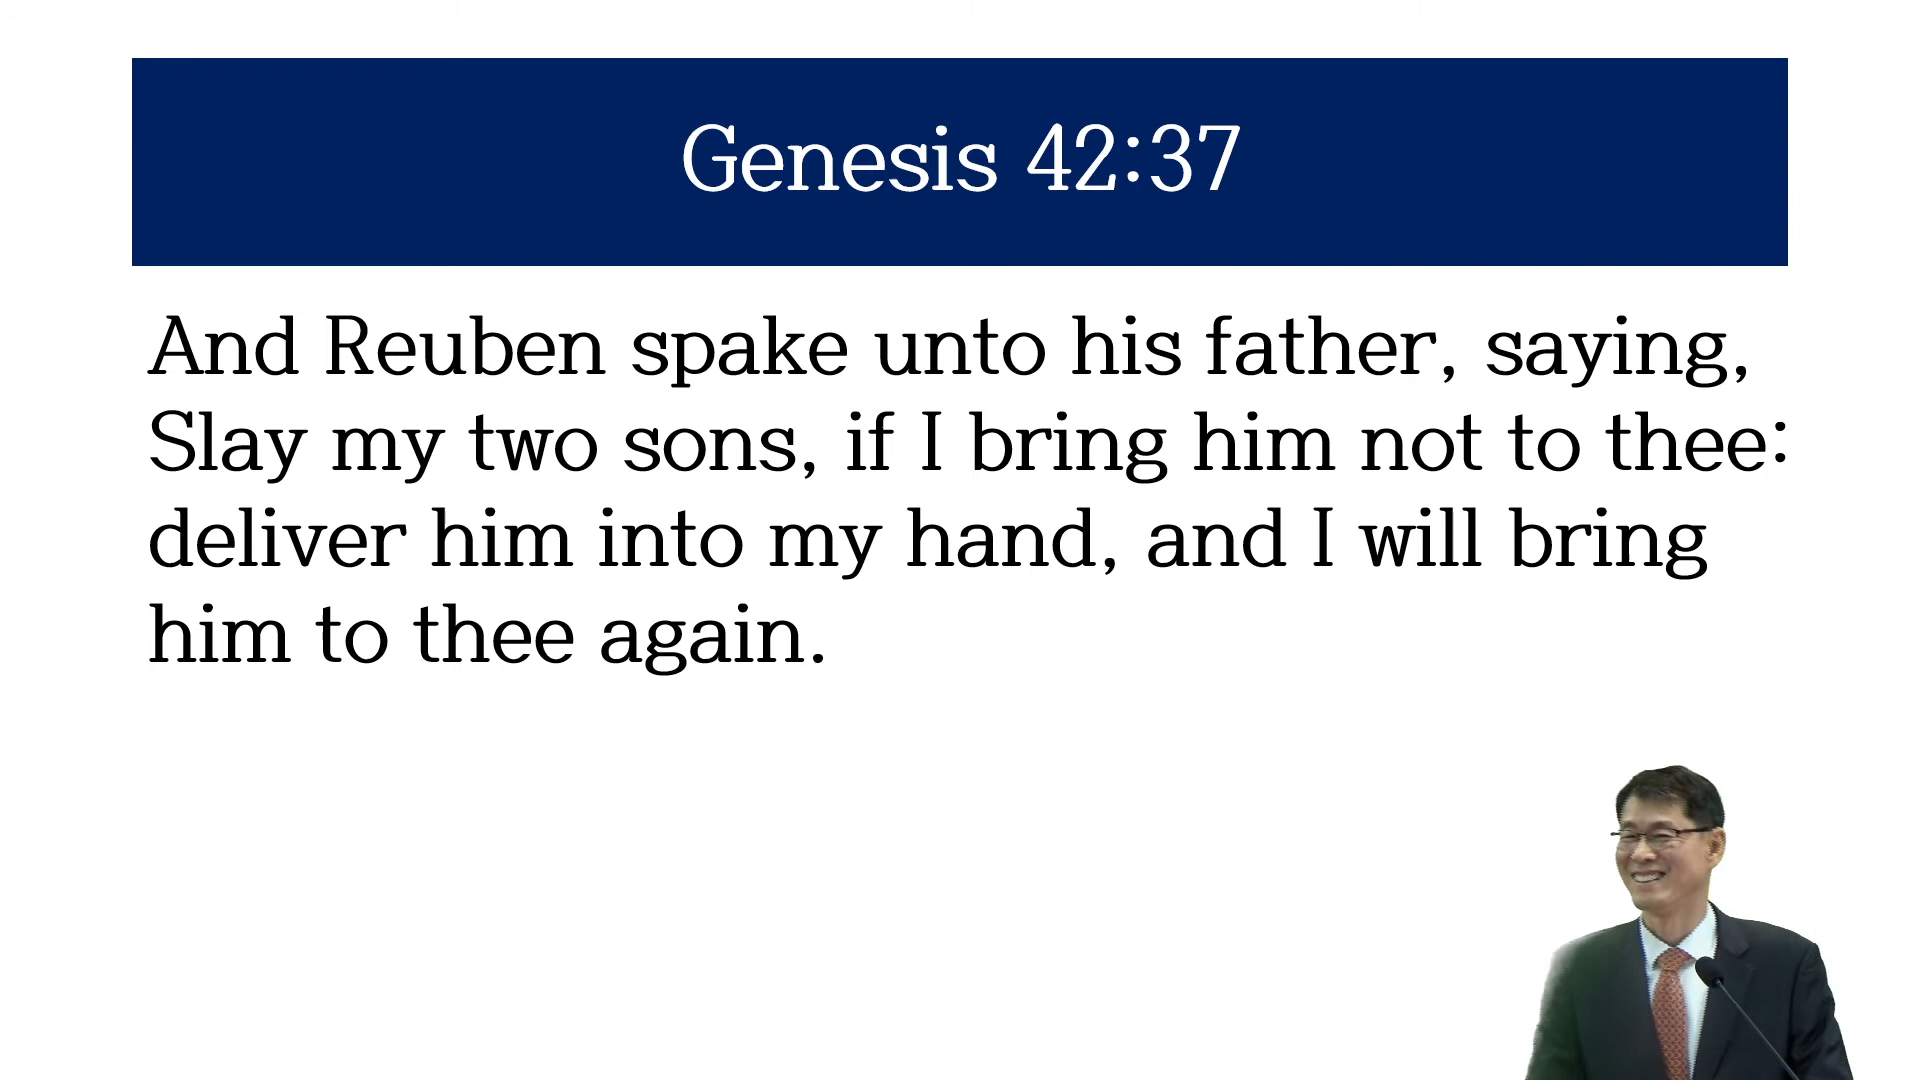 Genesis 42:37
And Reuben spake unto his father, saying,
Slay my two sons, if I bring him not to thee:
deliver him into my hand, and I will bring
him to thee again.